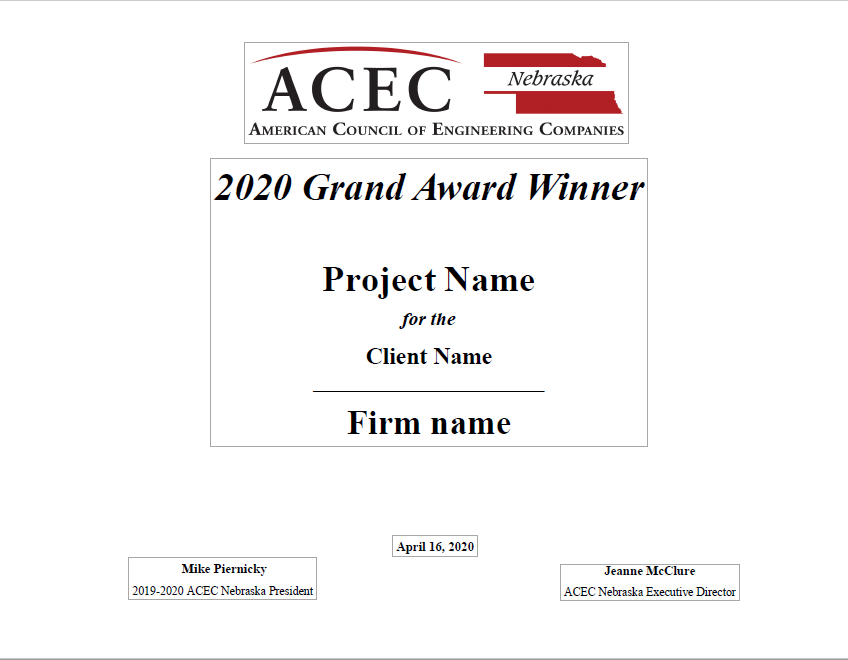 ACEC
Nebraska
AMERICAN COUNCIL OF ENGINEERING COMPANIES
2020 Grand Award Winner
Project Name
for the
Client Name
Firm name
April 16, 2020
Mike Piernicky
2019-2020 ACEC Nebraska President
Jeanne McClure
ACEC Nebraska Executive Director